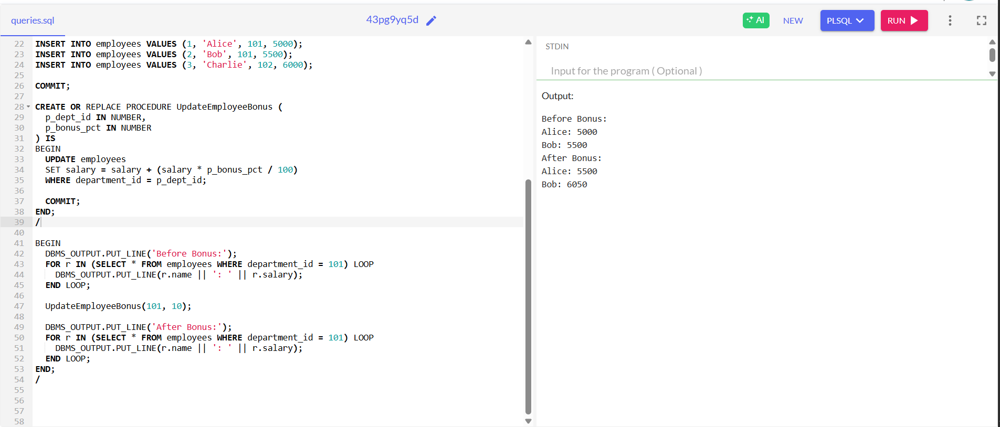 queries.sql
43pg9yq5d
AI
NEW
PLSQL
RUN
22 INSERT INTO employees VALUES (1, 'Alice', 101, 5000);
23 INSERT INTO employees VALUES (2, 'Bob', 101, 5500);
24 INSERT INTO employees VALUES (3, 'Charlie', 102, 6000);
25
26 COMMIT;
27
28 CREATE OR REPLACE PROCEDURE UpdateEmployeeBonus (
29   p_dept_id IN NUMBER,
30   p_bonus_pct IN NUMBER
31 ) IS
32 BEGIN
33   UPDATE employees
34   SET salary = salary + (salary * p_bonus_pct / 100)
35   WHERE department_id = p_dept_id;
36
37   COMMIT;
38 END;
39 /
40
41 BEGIN
42   DBMS_OUTPUT.PUT_LINE('Before Bonus:');
43   FOR r IN (SELECT * FROM employees WHERE department_id = 101) LOOP
44     DBMS_OUTPUT.PUT_LINE(r.name || ': ' || r.salary);
45   END LOOP;
46
47   UpdateEmployeeBonus(101, 10);
48
49   DBMS_OUTPUT.PUT_LINE('After Bonus:');
50   FOR r IN (SELECT * FROM employees WHERE department_id = 101) LOOP
51     DBMS_OUTPUT.PUT_LINE(r.name || ': ' || r.salary);
52   END LOOP;
53 END;
54 /
55
56
57
58
STDIN
Input for the program ( Optional )
Output:
Before Bonus:
Alice: 5000
Bob: 5500
After Bonus:
Alice: 5500
Bob: 6050